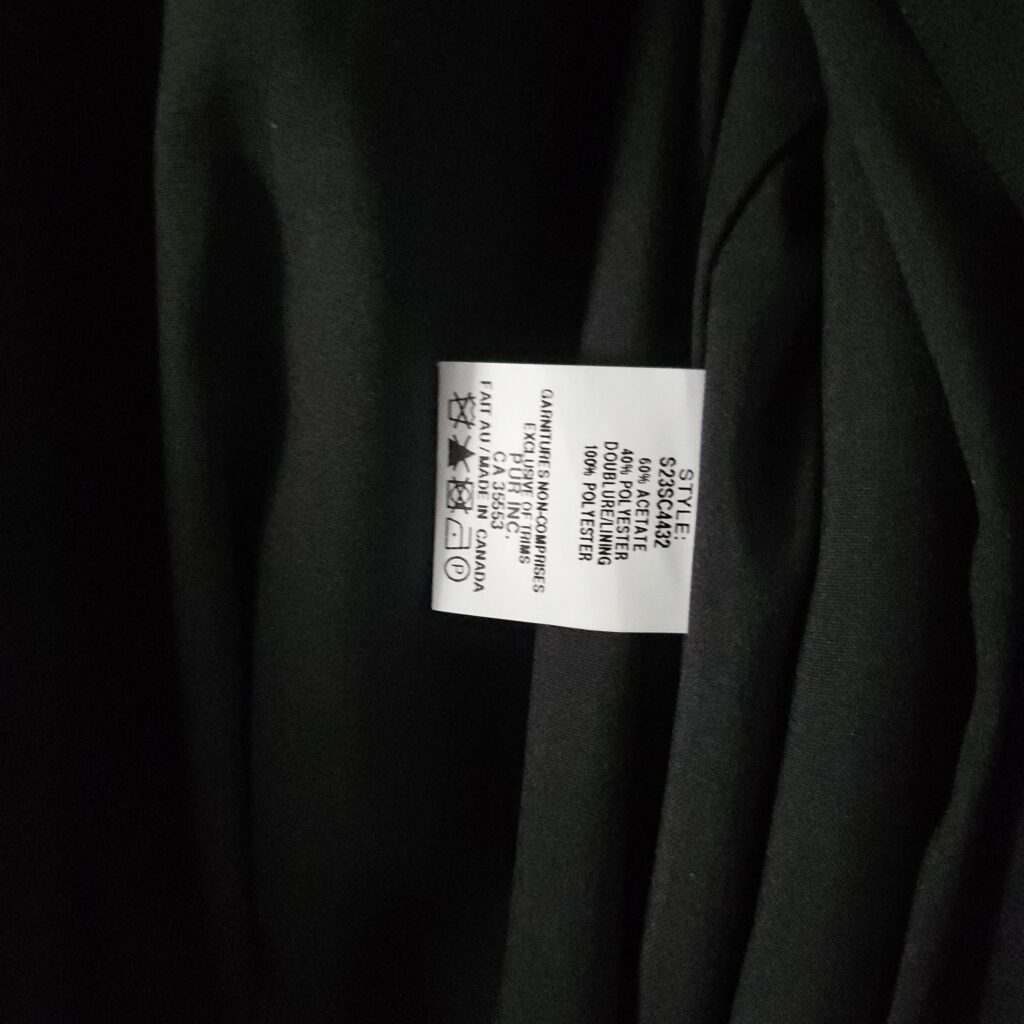 STYLE:
S23SC4432
60% ACETATE
40% POLYESTER
DOUBLURE/LINING
100% POLYESTER
GARNITURES NON-COMPRISES
EXCLUSIVE OF TRIMS
PUR INC.
CA 35553
FAIT AU / MADE IN CANADA
P